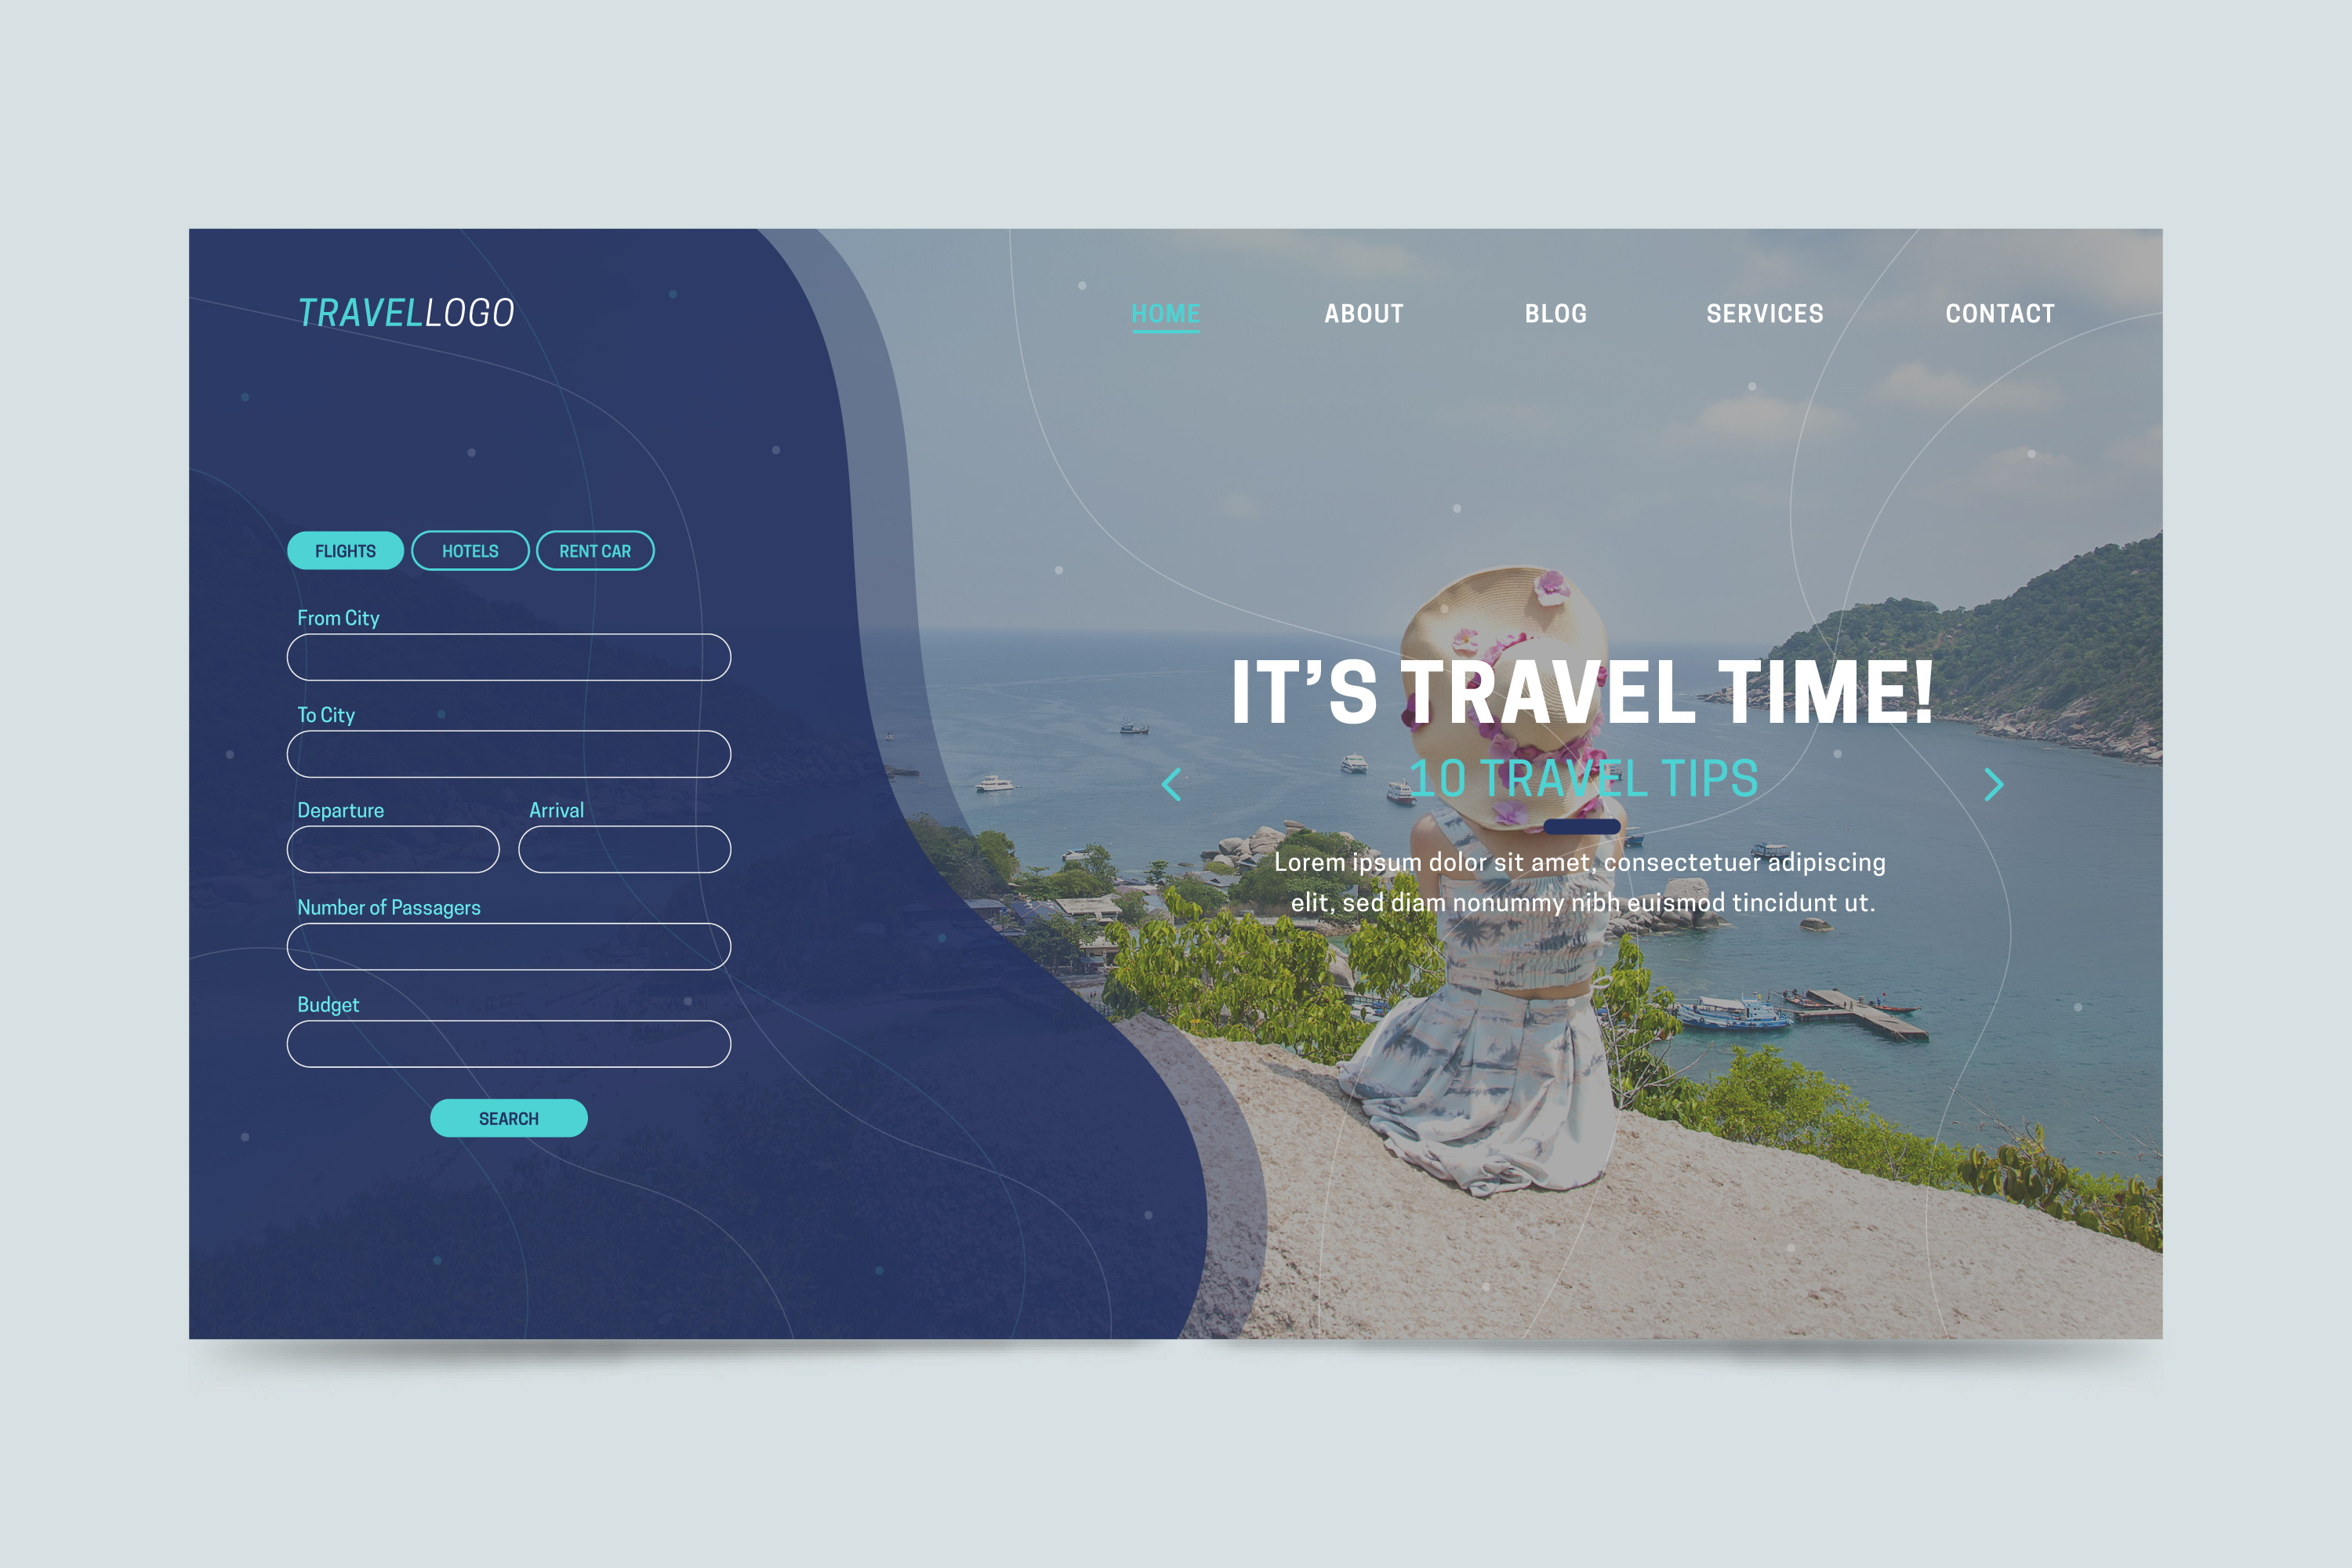 TRAVELLOGO
HOME ABOUT BLOG SERVICES CONTACT
FLIGHTS HOTELS RENT CAR
From City
To City
Departure Arrival
Number of Passagers
Budget
SEARCH
IT’S TRAVEL TIME!
10 TRAVEL TIPS
Lorem ipsum dolor sit amet, consectetuer adipiscing
elit, sed diam nonummy nibh euismod tincidunt ut.